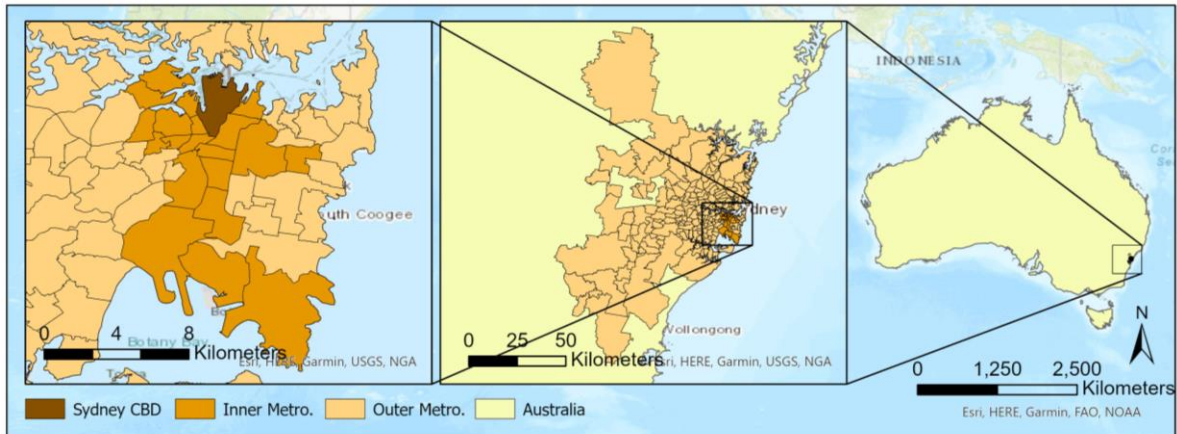 uth Coogee
Botany Bay
0 4 8
Kilometers
Esri, HERE, Garmin, USGS, NGA
dney
Vollongong
0 25 50
Kilometers
Esri, HERE, Garmin, USGS, NGA
INDONESIA
N
0 1,250 2,500
Kilometers
Esri, HERE, Garmin, FAO, NOAA
Sydney CBD
Inner Metro.
Outer Metro.
Australia